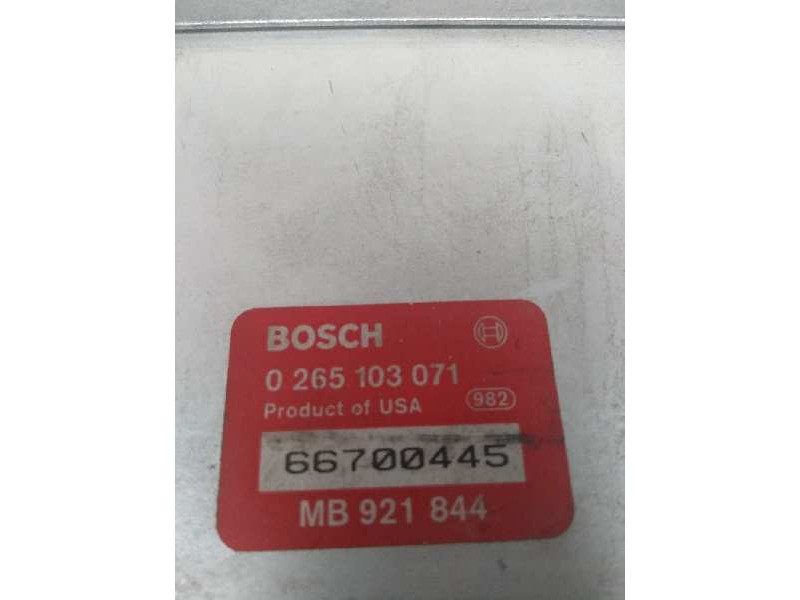 BOSCH
0 265 103 071
Product of USA 982
66700445
MB 921 844